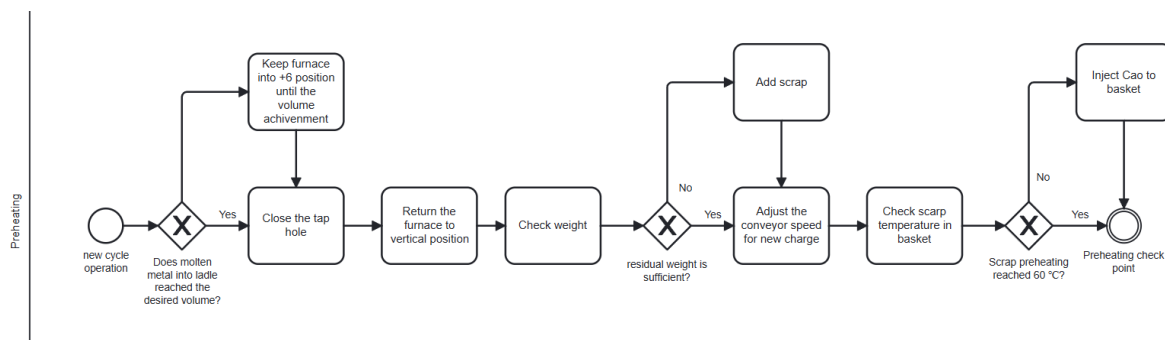 Preheating
new cycle
operation
Does molten
metal into ladle
reached the
desired volume?
Keep furnace
into +6 position
until the
volume
achivenment
Yes
Close the tap
hole
Return the
furnace to
vertical position
Check weight
residual weight is
sufficient?
No
Add scrap
Yes
Adjust the
conveyor speed
for new charge
Check scarp
temperature in
basket
Scrap preheating
reached 60 °C?
No
Inject Cao to
basket
Yes
Preheating check
point